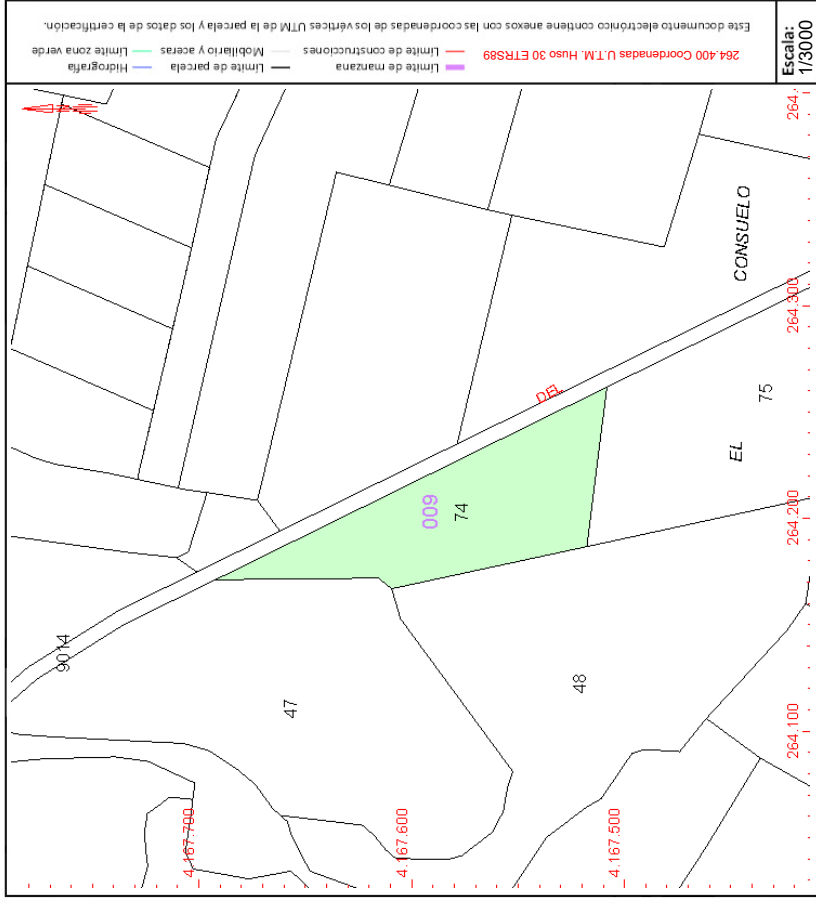 Este documento electrónico contiene anexos con las coordenadas de los vértices UTM de la parcela y los datos de la certificación.
264.400 Coordenadas U.T.M. Huso 30 ETRS89
Límite de manzana
Límite de construcciones
Límite de parcela
Mobiliario y aceras
Hidrografía
Límite zona verde
Escala:
1/3000
CONSUELO
DEL
009
74
75
EL
9014
47
48
264.
264.300
264.200
264.100
4.167.700
4.167.600
4.167.500